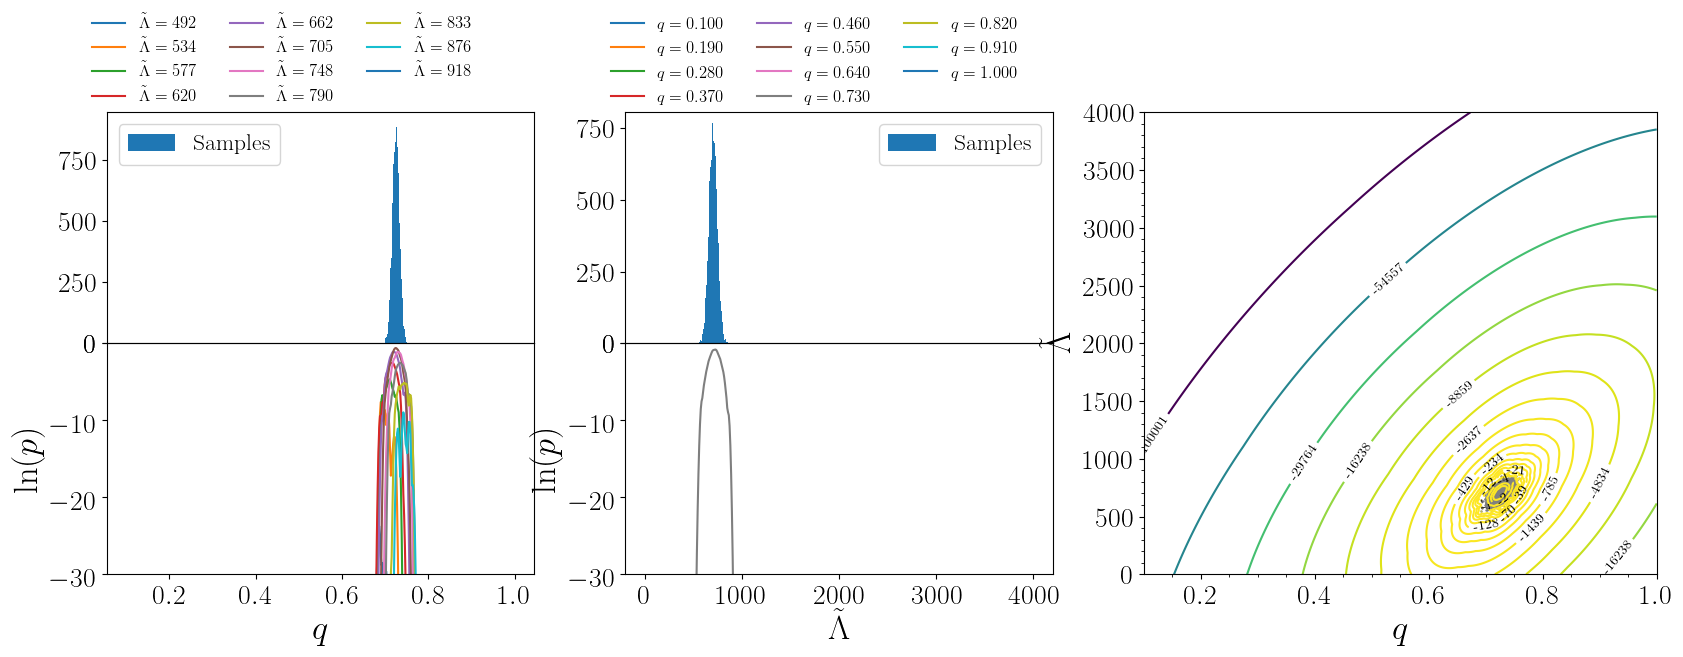 Λ̃ = 492 Λ̃ = 662 Λ̃ = 833
Λ̃ = 534 Λ̃ = 705 Λ̃ = 876
Λ̃ = 577 Λ̃ = 748 Λ̃ = 918
Λ̃ = 620 Λ̃ = 790
Samples
750
500
250
0
−10
−20
−30
ln(p)
0.2 0.4 0.6 0.8 1.0
q
q = 0.100 q = 0.460 q = 0.820
q = 0.190 q = 0.550 q = 0.910
q = 0.280 q = 0.640 q = 1.000
q = 0.370 q = 0.730
Samples
750
500
250
0
−10
−20
−30
ln(p)
0 1000 2000 3000 4000
Λ̃
4000
3500
3000
2500
2000
1500
1000
500
0
Λ̃
-54557
-8859
-2637
-29764
-16238
-234
-21
-429
-12
-39
-785
-4834
-2
-70
-128
-1439
-16238
0.2 0.4 0.6 0.8 1.0
q